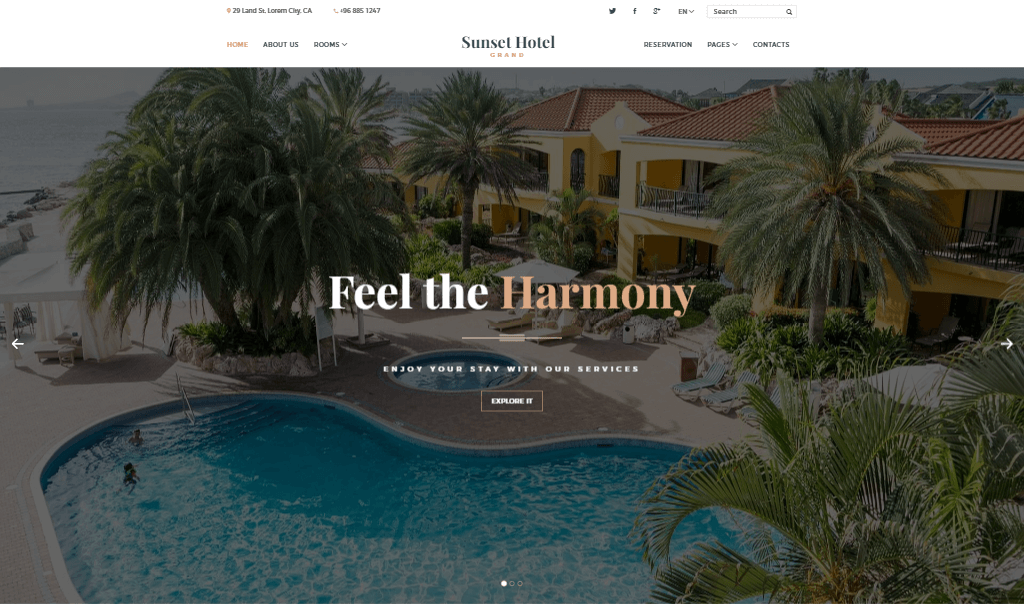 29 Land St, Lorem City, CA
+96 885 1247
EN
Search
HOME
ABOUT US
ROOMS
Sunset Hotel
GRAND
RESERVATION
PAGES
CONTACTS
Feel the Harmony
ENJOY YOUR STAY WITH OUR SERVICES
EXPLORE IT